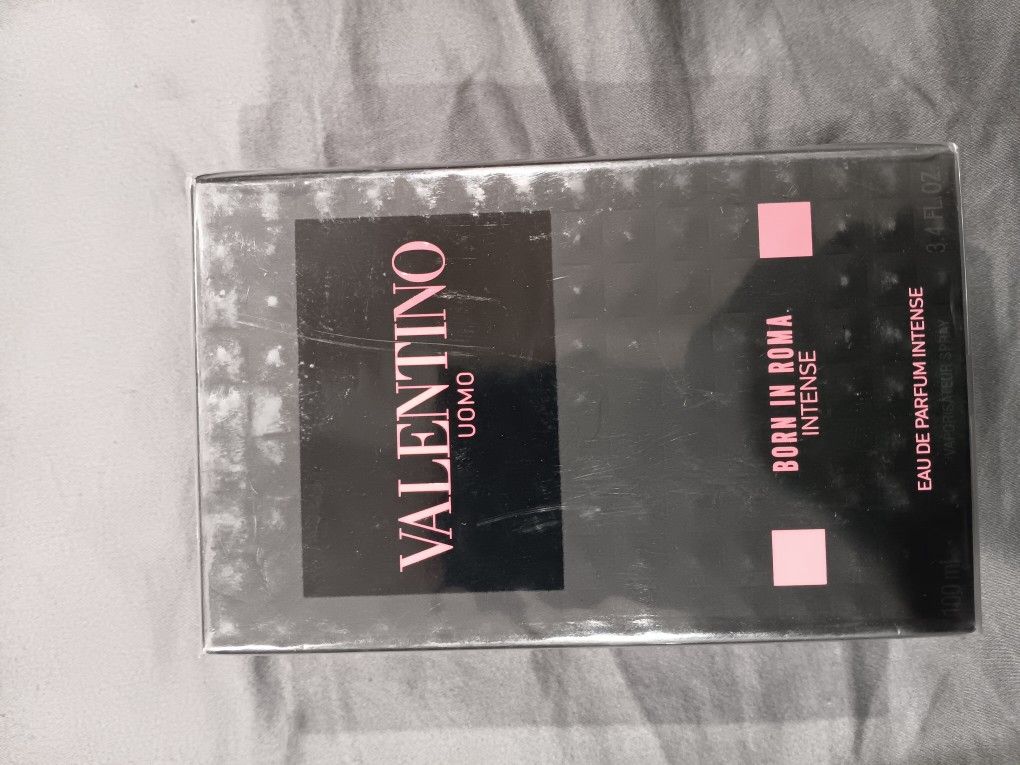 VALENTINO
UOMO
BORN IN ROMA
INTENSE
EAU DE PARFUM INTENSE
VAPORISATEUR SPRAY
100 ml 3.4 FL. OZ.